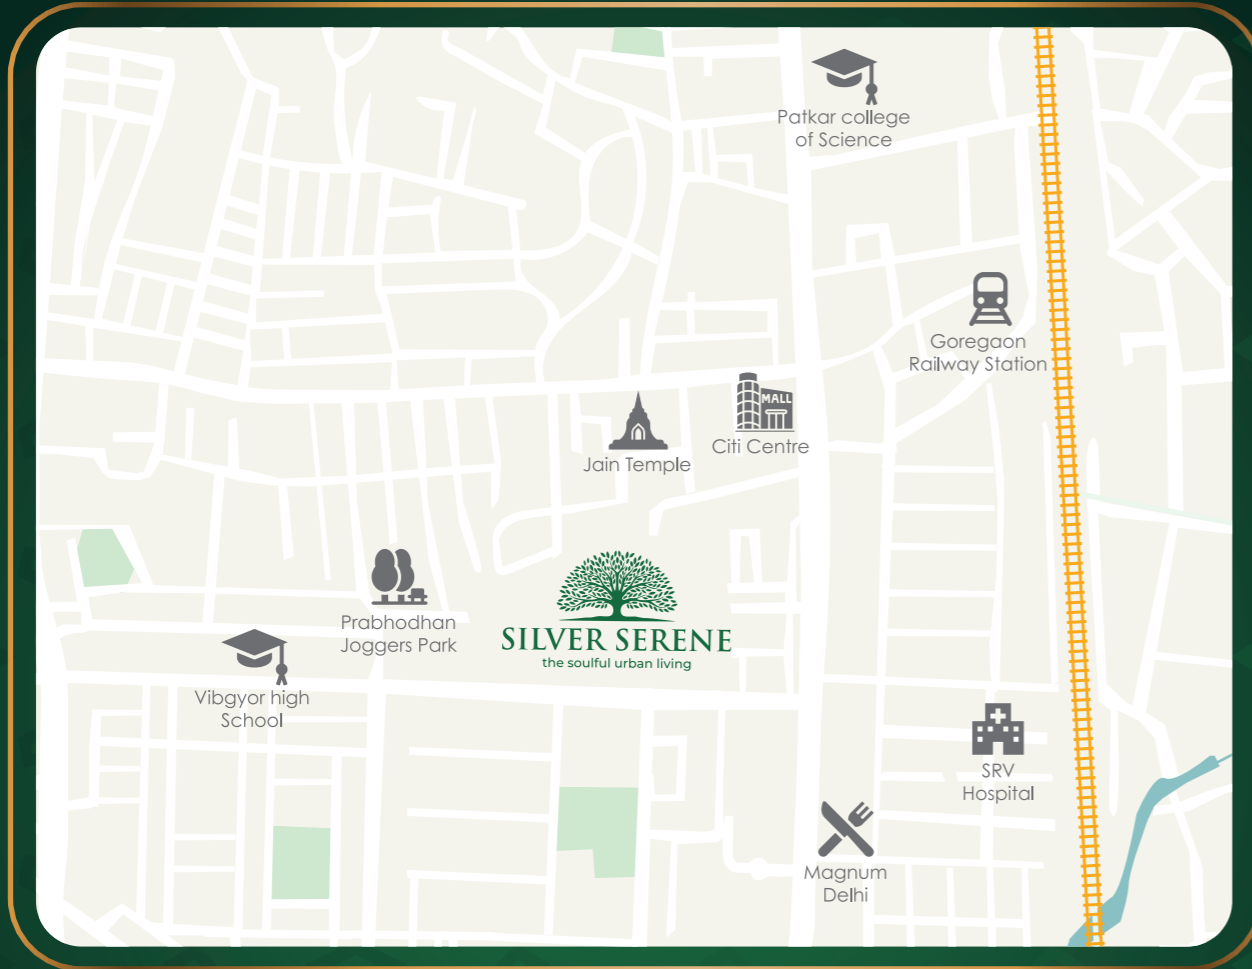 Patkar college
of Science
Goregaon
Railway Station
MALL
Citi Centre
Jain Temple
Prabhodhan
Joggers Park
SILVER SERENE
the soulful urban living
Vibgyor high
School
SRV
Hospital
Magnum
Delhi